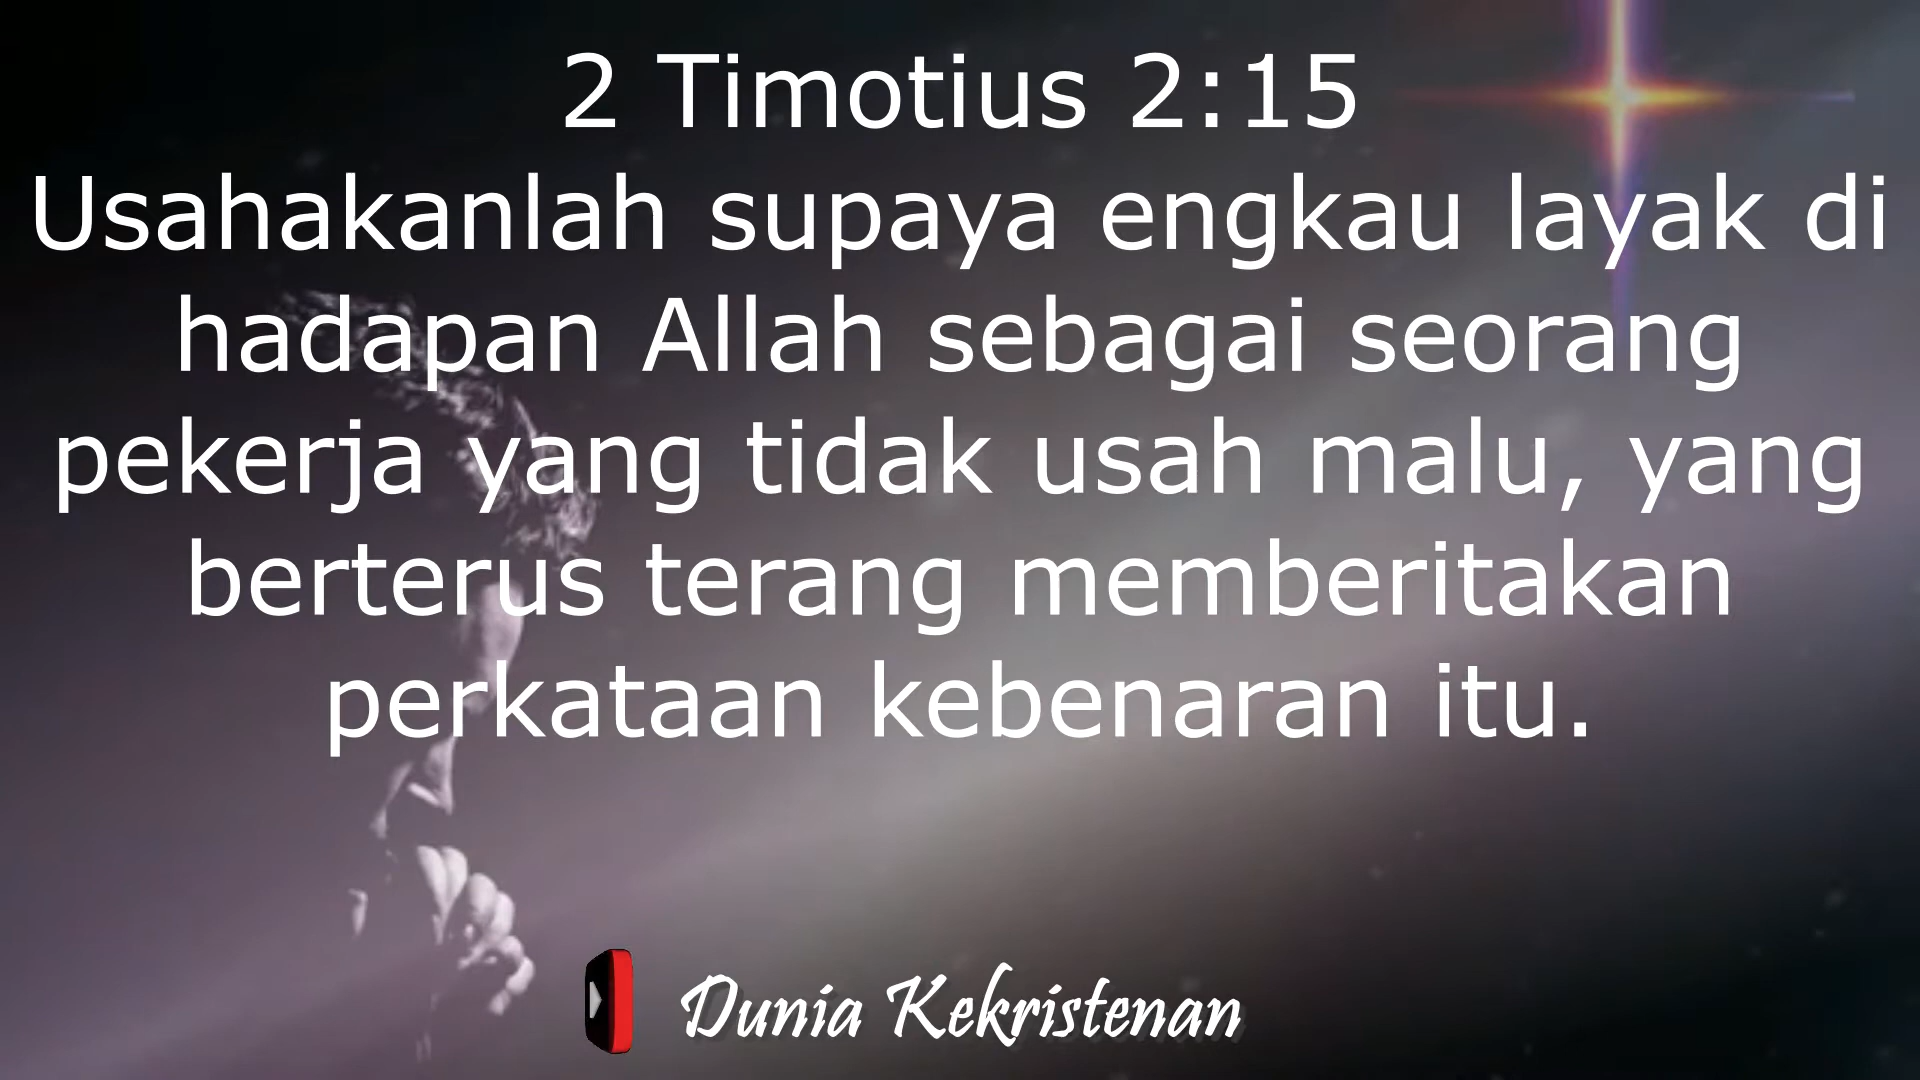 2 Timotius 2:15
Usahakanlah supaya engkau layak di
hadapan Allah sebagai seorang
pekerja yang tidak usah malu, yang
berterus terang memberitakan
perkataan kebenaran itu.
Dunia Kekristenan